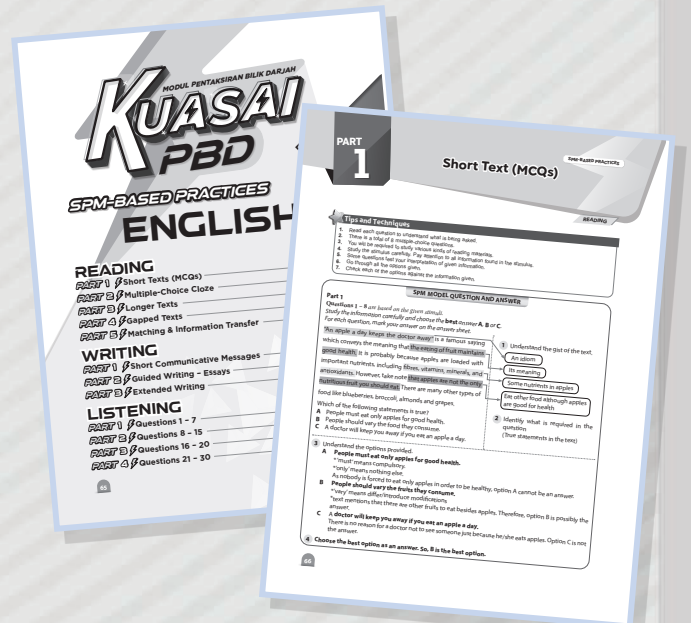 MODUL PENTAKSIRAN BILIK DARJAH
KUASAI
PBD
SPM-BASED PRACTICES
ENGLISH
READING
PART 1 Short Texts (MCQs)
PART 2 Multiple-Choice Cloze
PART 3 Longer Texts
PART 4 Gapped Texts
PART 5 Matching & Information Transfer
WRITING
PART 1 Short Communicative Messages
PART 2 Guided Writing – Essays
PART 3 Extended Writing
LISTENING
PART 1 Questions 1 – 7
PART 2 Questions 8 – 15
PART 3 Questions 16 – 20
PART 4 Questions 21 – 30
65
PART
1
Short Text (MCQs)
SPM-BASED PRACTICES
READING
Tips and Techniques
1. Read each question to understand what is being asked.
2. There is a total of 8 multiple-choice questions.
3. You will be required to study various kinds of reading materials.
4. Study the stimulus carefully. Pay attention to all information found in the stimulus.
5. Some questions test your interpretation of given information.
6. Go through all the options given.
7. Check each of the options against the information given.
SPM MODEL QUESTION AND ANSWER
Part 1
Questions 1 – 8 are based on the given stimuli.
Study the information carefully and choose the best answer A, B or C.
For each question, mark your answer on the answer sheet.
"An apple a day keeps the doctor away" is a famous saying
which conveys the meaning that the eating of fruit maintains
good health. It is probably because apples are loaded with
important nutrients, including fibres, vitamins, minerals, and
antioxidants. However, take note that apples are not the only
nutritious fruit you should eat. There are many other types of
food like blueberries, broccoli, almonds and grapes.
Which of the following statements is true?
A People must eat only apples for good health.
B People should vary the food they consume.
C A doctor will keep you away if you eat an apple a day.
1 Understand the gist of the text.
An idiom
Its meaning
Some nutrients in apples
Eat other food although apples
are good for health
2 Identify what is required in the
question.
(True statements in the text)
3 Understand the options provided.
A People must eat only apples for good health.
*'must' means compulsory.
*'only' means nothing else.
As nobody is forced to eat only apples in order to be healthy, option A cannot be an answer.
B People should vary the fruits they consume.
*'vary' means differ/introduce modifications
*text mentions that there are other fruits to eat besides apples. Therefore, option B is possibly the
answer.
C A doctor will keep you away if you eat an apple a day.
There is no reason for a doctor not to see someone just because he/she eats apples. Option C is not
the answer.
4 Choose the best option as an answer. So, B is the best option.
66